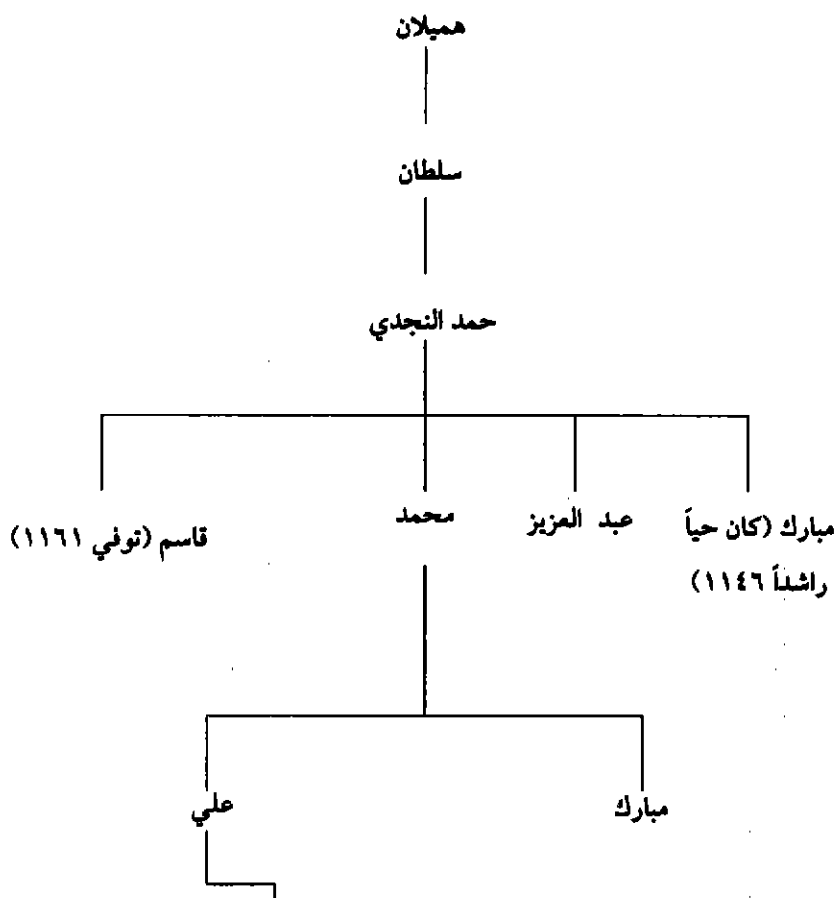 هميلان
سلطان
حمد النجدي
مبارك (كان حياً
راشداً ١١٤٦)
عبد العزيز
محمد
قاسم (توفي ١١٦١)
مبارك
علي